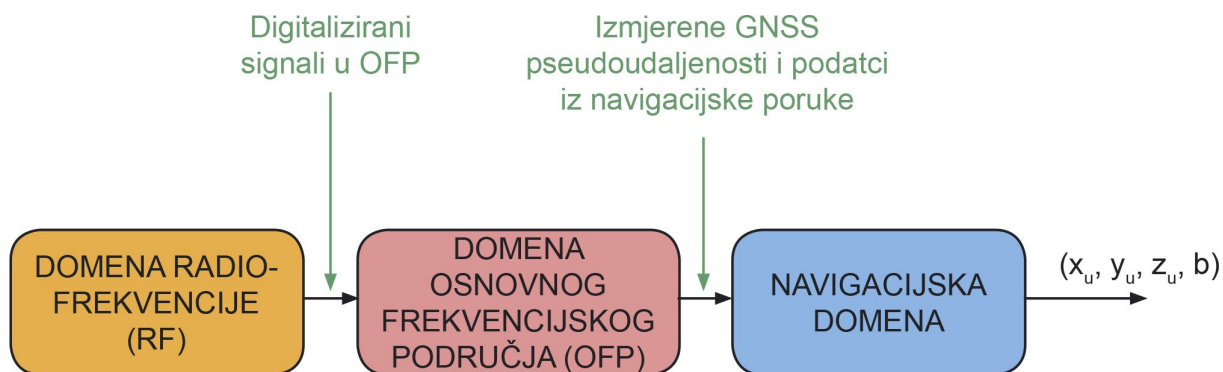 Digitalizirani
signali u OFP
Izmjerene GNSS
pseudoudaljenosti i podatci
iz navigacijske poruke
DOMENA RADIO-
FREKVENCIJE
(RF)
DOMENA
OSNOVNOG
FREKVENCIJSKOG
PODRUČJA (OFP)
NAVIGACIJSKA
DOMENA
(xᵤ, yᵤ, zᵤ, b)